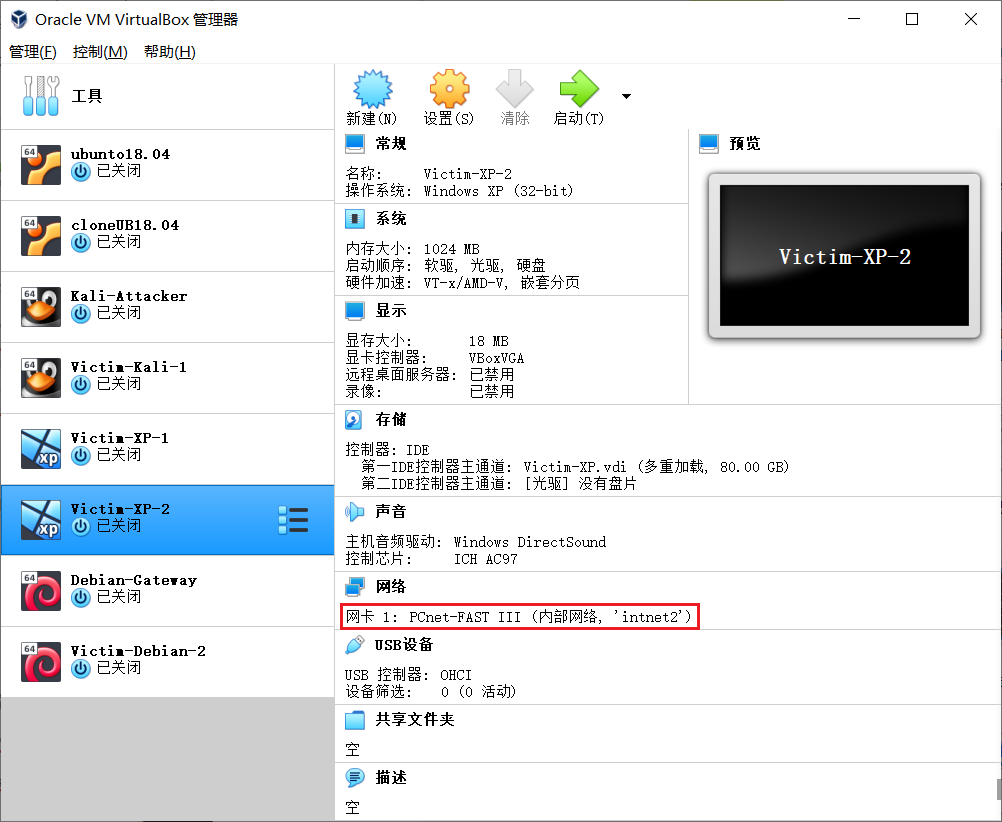 Oracle VM VirtualBox 管理器
管理(F) 控制(M) 帮助(H)
工具
64
ubunto18.04
已关闭
64
cloneUB18.04
已关闭
64
Kali-Attacker
已关闭
64
Victim-Kali-1
已关闭
xp
Victim-XP-1
已关闭
xp
Victim-XP-2
已关闭
64
Debian-Gateway
已关闭
64
Victim-Debian-2
已关闭
新建(N) 设置(S) 清除 启动(T)
常规
名称: Victim-XP-2
操作系统: Windows XP (32-bit)
系统
内存大小: 1024 MB
启动顺序: 软驱, 光驱, 硬盘
硬件加速: VT-x/AMD-V, 嵌套分页
显示
显存大小: 18 MB
显卡控制器: VBoxVGA
远程桌面服务器: 已禁用
录像: 已禁用
预览
Victim-XP-2
存储
控制器: IDE
第一IDE控制器主通道: Victim-XP.vdi (多重加载, 80.00 GB)
第二IDE控制器主通道: [光驱] 没有盘片
声音
主机音频驱动: Windows DirectSound
控制芯片: ICH AC97
网络
网卡 1: PCnet-FAST III (内部网络, 'intnet2')
USB设备
USB 控制器: OHCI
设备筛选: 0 (0 活动)
共享文件夹
空
描述
空